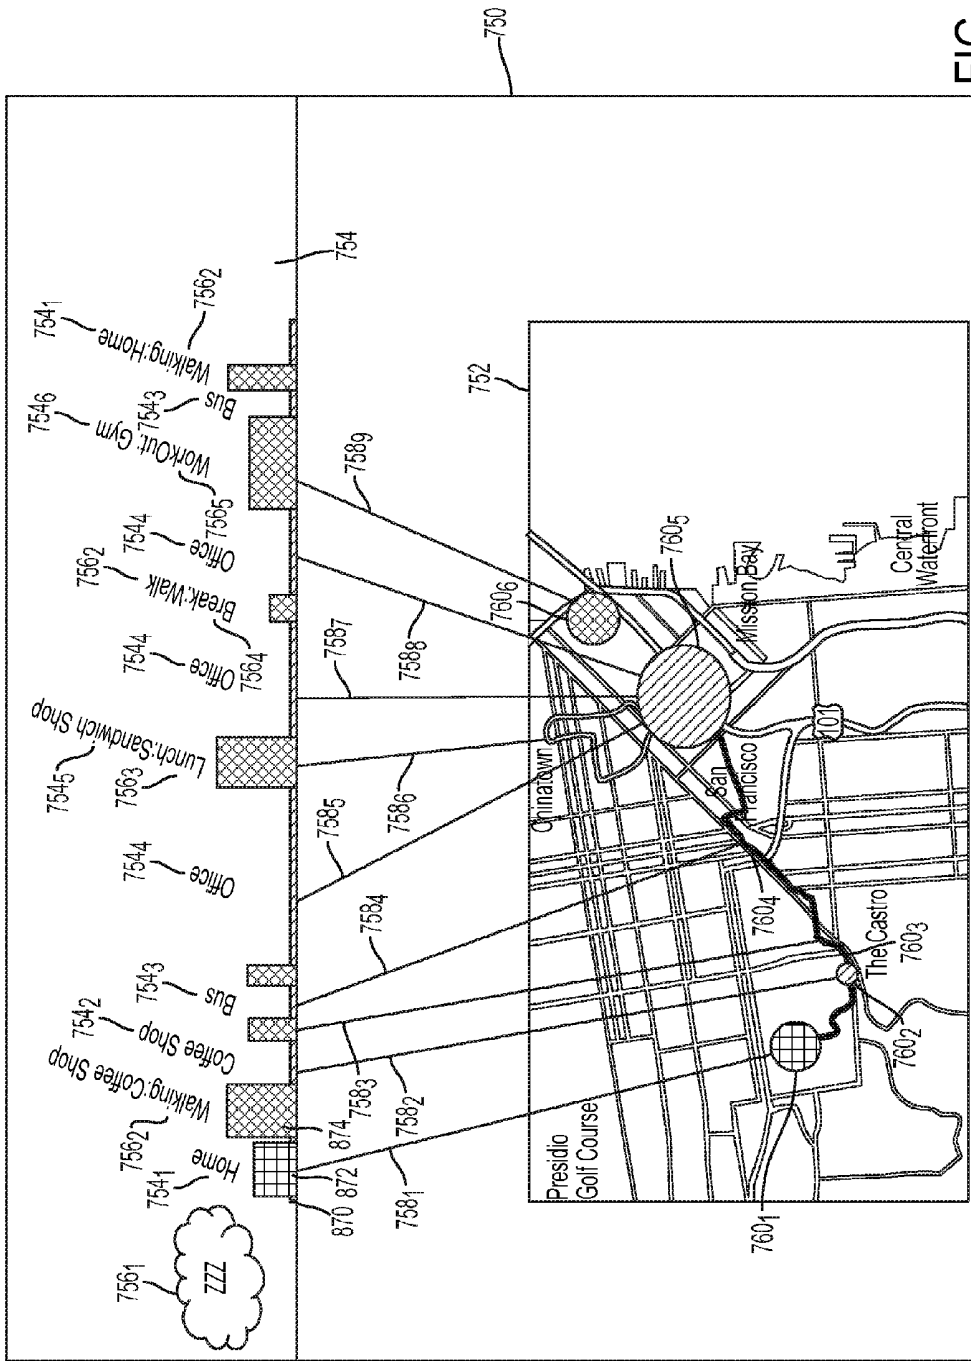 750
754
7561
ZZZ
7541
Home
7562
Walking:Coffee Shop
7542
Coffee Shop
7543
Bus
7544
Office
7545
7563
Lunch:Sandwich Shop
7544
Office
7562
Break:Walk
7564
7544
Office
7546
WorkOut: Gym
7565
7543
Bus
7541
Walking:Home
7562
870
872
874
7581
7582
7583
7584
7585
7586
7587
7588
7589
752
Presidio
Golf Course
Chinatown
San
Francisco
101
Mission Bay
Central
Waterfront
The Castro
7601
7602
7603
7604
7605
7606
FIG